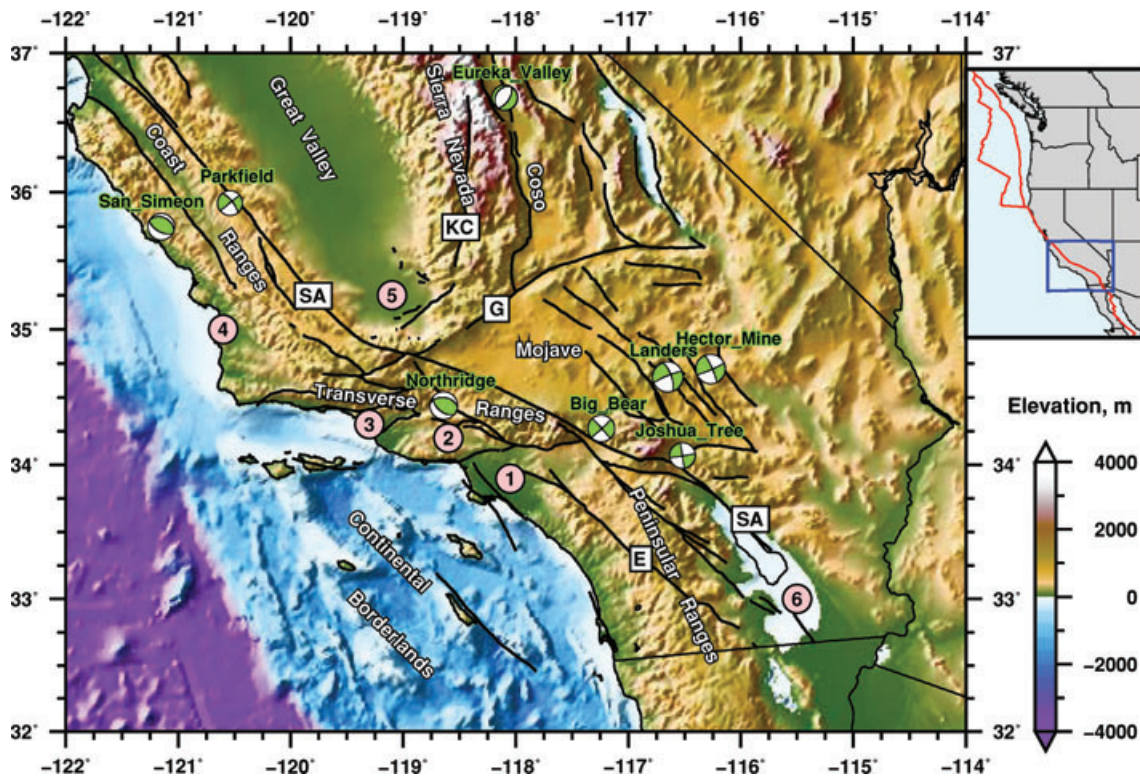 −122° −121° −120° −119° −118° −117° −116° −115° −114°
37° 37°
Eureka_Valley
Sierra
Nevada
Great Valley
Coast
Ranges
Parkfield
San_Simeon
Coso
KC
36°
SA
5
G
4
35°
Mojave
Hector_Mine
Landers
Northridge
Transverse
Ranges
Big_Bear
Joshua_Tree
3
2
34° 34°
1
SA
Peninsular
Ranges
E
Continental
Borderlands
6
33° 33°
32° 32°
−122° −121° −120° −119° −118° −117° −116° −115° −114°
Elevation, m
4000
2000
0
−2000
−4000